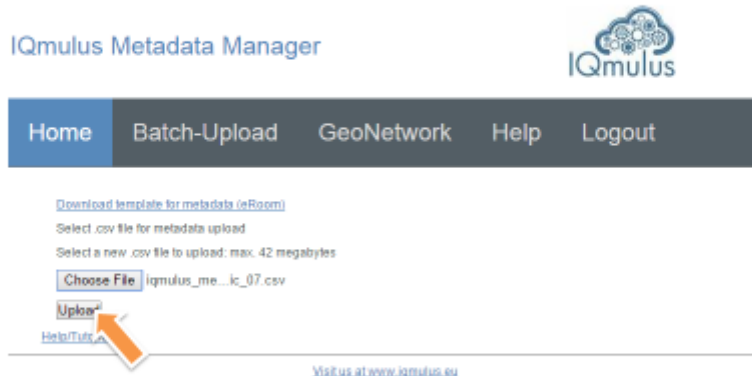 IQmulus Metadata Manager
IQmulus
Home Batch-Upload GeoNetwork Help Logout
Download template for metadata (eRoom)
Select .csv file for metadata upload
Select a new .csv file to upload: max. 42 megabytes
Choose File iqmulus_me...ic_07.csv
Upload
Visit us at www.iqmulus.eu